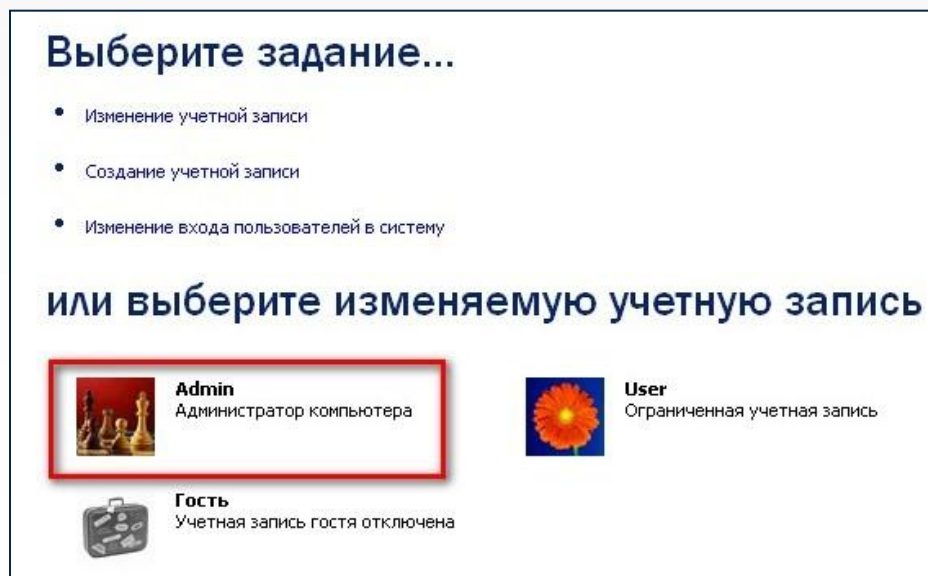 Выберите задание...
• Изменение учетной записи
• Создание учетной записи
• Изменение входа пользователей в систему
или выберите изменяемую учетную запись
Admin
Администратор компьютера
User
Ограниченная учетная запись
Гость
Учетная запись гостя отключена